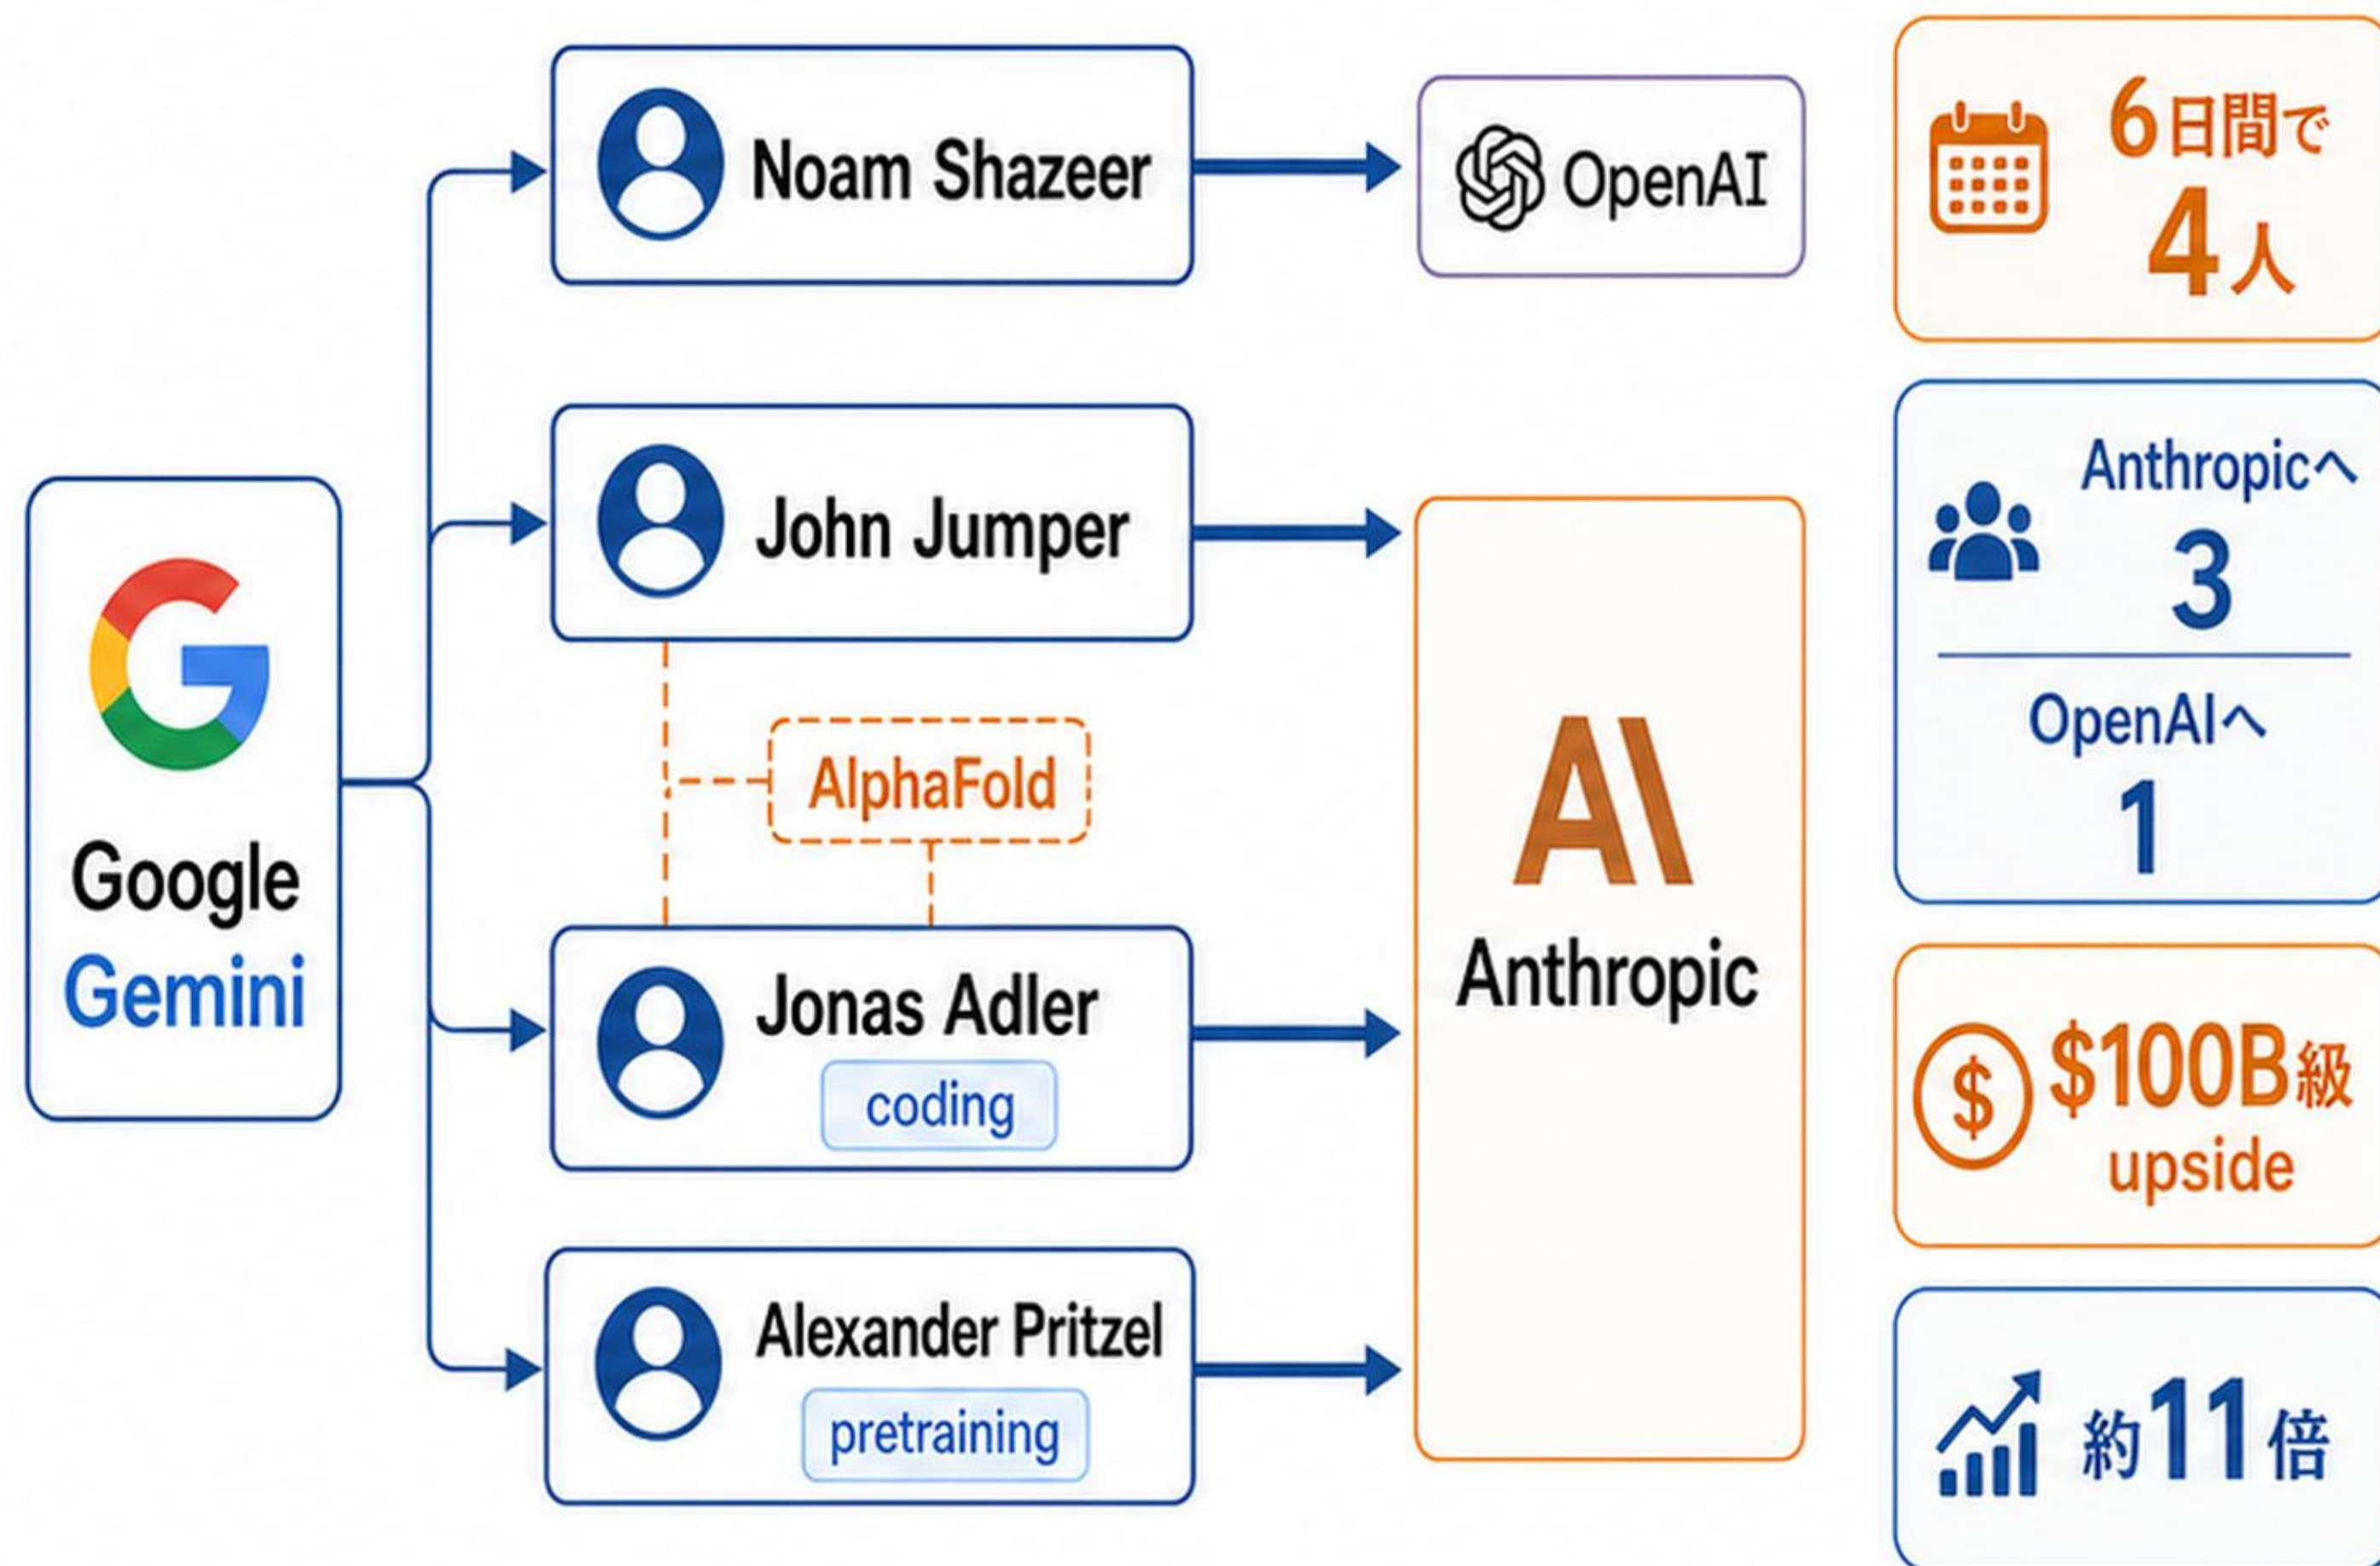 Google
Gemini
Noam Shazeer
John Jumper
AlphaFold
Jonas Adler
coding
Alexander Pritzel
pretraining
OpenAI
Anthropic
6日間で
4人
Anthropicへ
3
OpenAIへ
1
$100B級
upside
約11倍